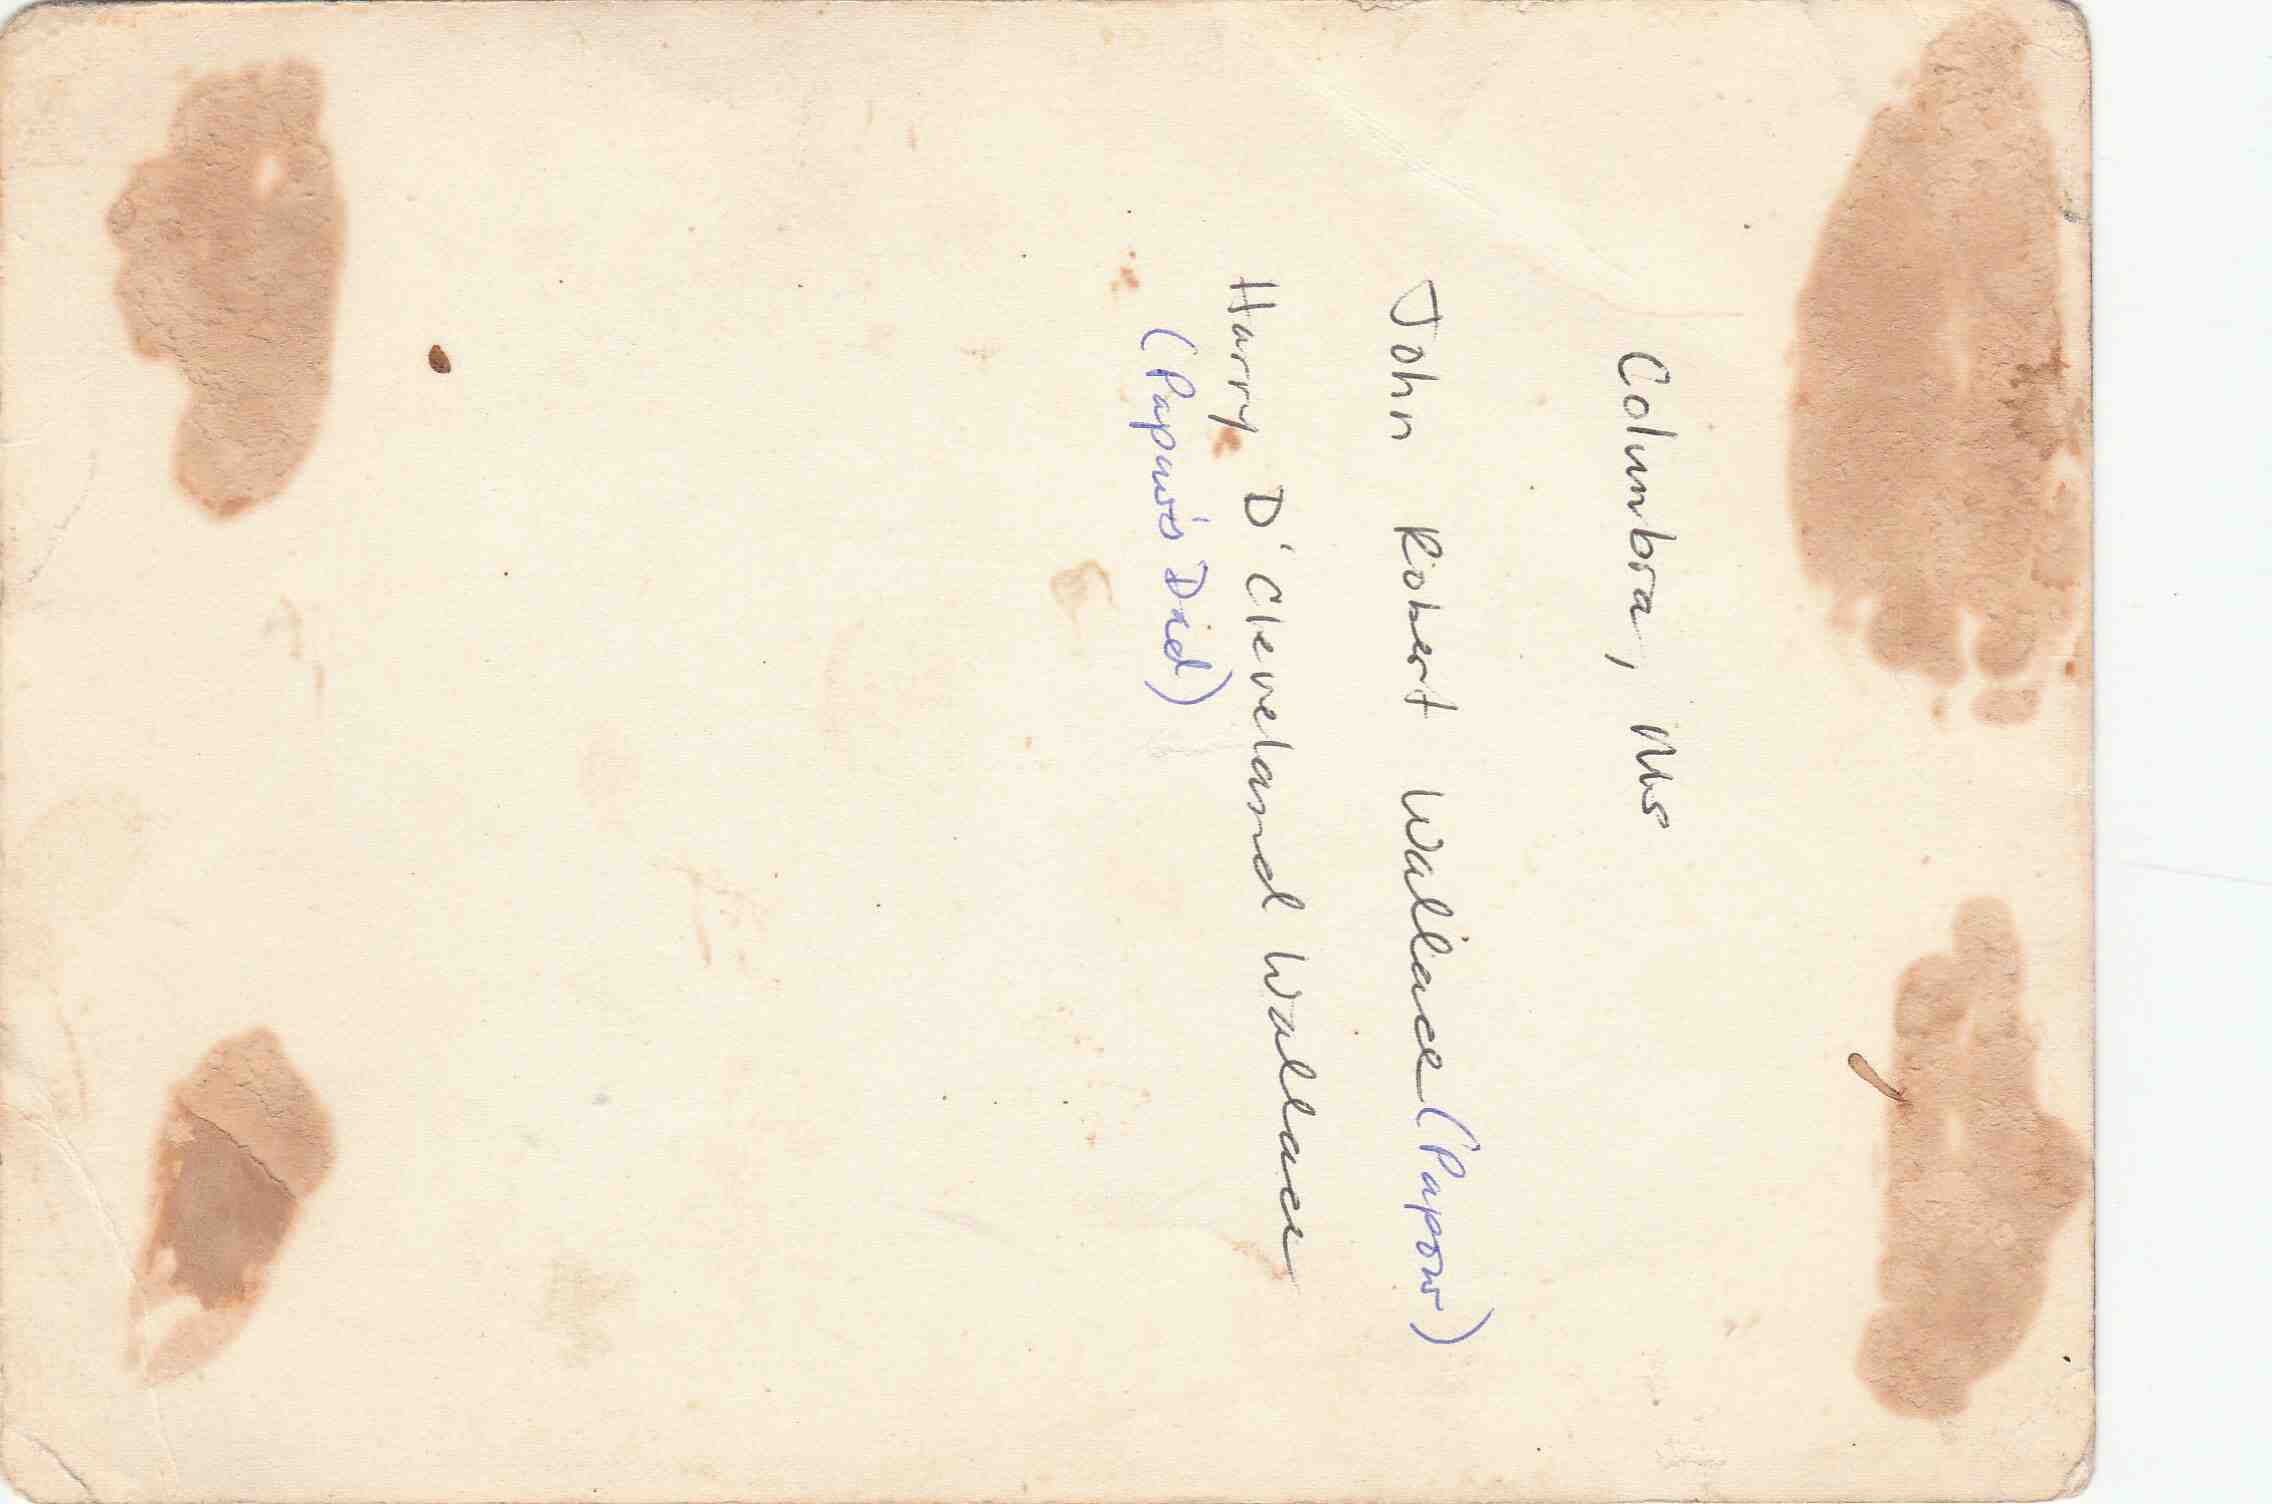 Columbia, MS
John Robert Wallace (Papaw)
Harry D'Cleveland Wallace
(Papaw's Dad)